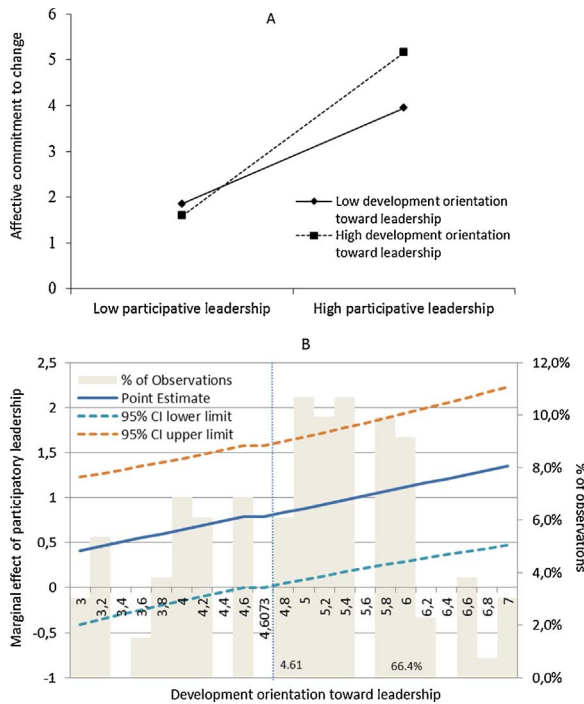 A
6
5
4
3
2
1
0
Affective commitment to change
Low development orientation
toward leadership
High development orientation
toward leadership
Low participative leadership
High participative leadership
B
2,5
2
1,5
1
0,5
0
-0,5
-1
Marginal effect of participatory leadership
% of Observations
Point Estimate
95% CI lower limit
95% CI upper limit
12,0%
10,0%
8,0%
6,0%
4,0%
2,0%
0,0%
% of observations
3
3,2
3,4
3,6
3,8
4
4,2
4,4
4,6
4.6073
4,8
5
5,2
5,4
5,6
5,8
6
6,2
6,4
6,6
6,8
7
4.61
66.4%
Development orientation toward leadership